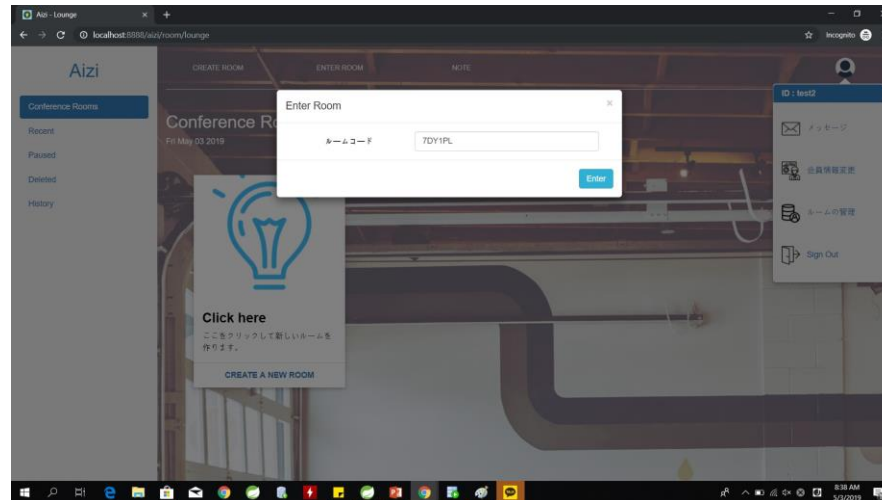 Aizi - Lounge
localhost:8888/aizi/room/lounge
Incognito
Aizi
CREATE ROOM
ENTER ROOM
NOTE
ID : test2
Conference Rooms
Recent
Paused
Deleted
History
Conference Ro
Fri May 03 2019
Enter Room
×
ルームコード
7DY1PL
Enter
メッセージ
会員情報変更
ルームの管理
Sign Out
Click here
ここをクリックして新しいルームを
作ります。
CREATE A NEW ROOM
8:38 AM
5/3/2019